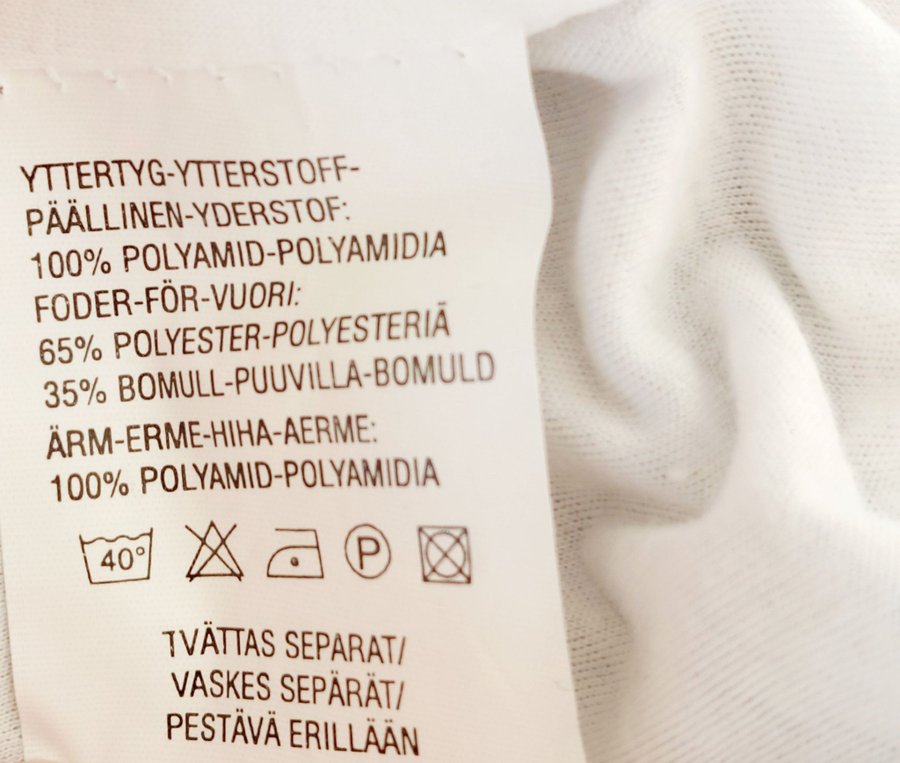 YTTERTYG-YTTERSTOFF-
PÄÄLLINEN-YDERSTOF:
100% POLYAMID-POLYAMIDIA
FODER-FÖR-VUORI:
65% POLYESTER-POLYESTERIÄ
35% BOMULL-PUUVILLA-BOMULD
ÄRM-ERME-HIHA-AERME:
100% POLYAMID-POLYAMIDIA
40° P
TVÄTTAS SEPARAT/
VASKES SEPÄRÄT/
PESTÄVÄ ERILLÄÄN